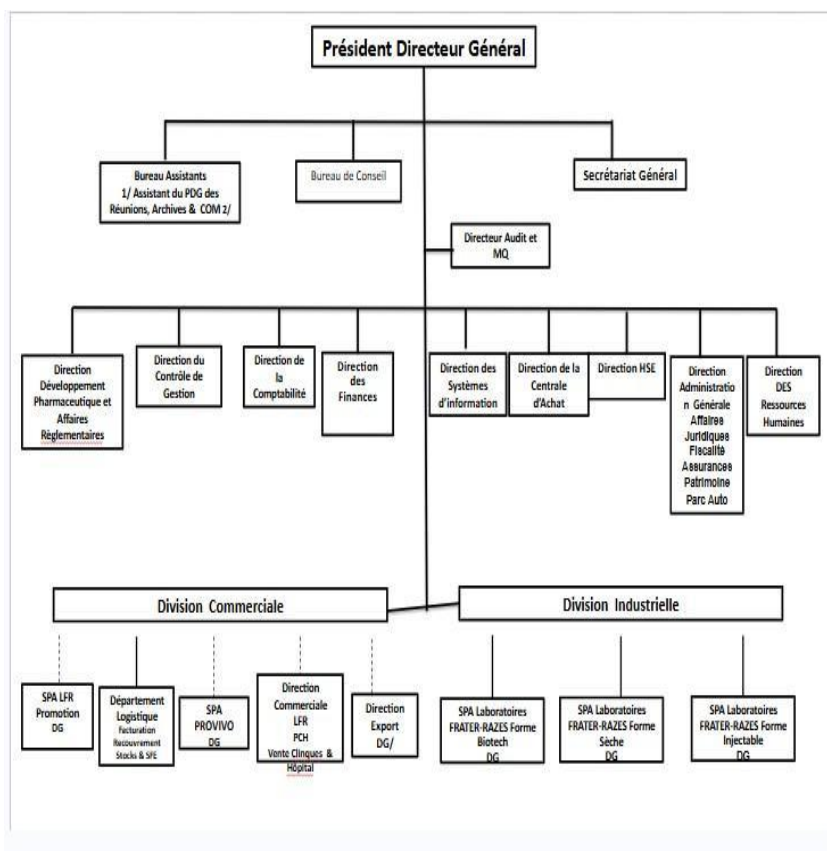 Président Directeur Général
Bureau Assistants
1/ Assistant du PDG des
Réunions, Archives & COM 2/
Bureau de Conseil
Secrétariat Général
Directeur Audit et
MQ
Direction
Développement
Pharmaceutique et
Affaires
Règlementaires
Direction du
Contrôle de
Gestion
Direction de
la
Comptabilité
Direction
des
Finances
Direction des
Systèmes
d'information
Direction de la
Centrale
d'Achat
Direction HSE
Direction
Administratio
n Générale
Affaires
Juridiques
Fiscalité
Assurances
Patrimoine
Parc Auto
Direction
DES
Ressources
Humaines
Division Commerciale
Division Industrielle
SPA LFR
Promotion
DG
Département
Logistique
Facturation
Recouvrement
Stocks & SFE
SPA
PROVIVO
DG
Direction
Commerciale
LFR
PCH
Vente Clinques &
Hôpital
Direction
Export
DG/
SPA Laboratoires
FRATER-RAZES Forme
Biotech
DG
SPA Laboratoires
FRATER-RAZES Forme
Sèche
DG
SPA Laboratoires
FRATER-RAZES Forme
Injectable
DG